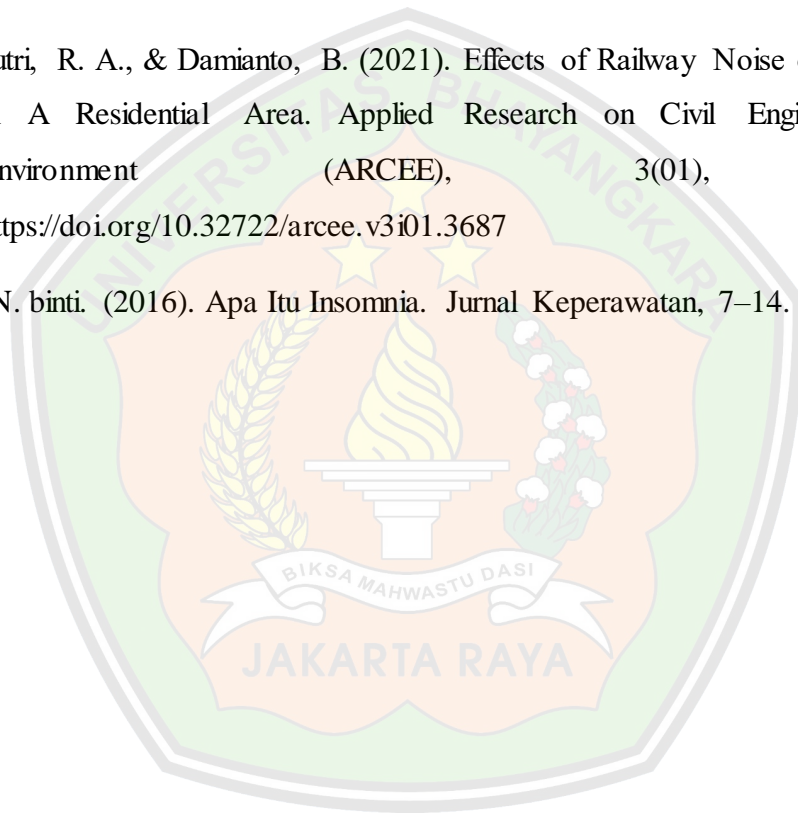 utri, R. A., & Damianto, B. (2021). Effects of Railway Noise
A Residential Area. Applied Research on Civil Engi
nvironment (ARCEE), 3(01),
ttps://doi.org/10.32722/arcee.v3i01.3687
N. binti. (2016). Apa Itu Insomnia. Jurnal Keperawatan, 7–14.
UNIVERSITAS BHAYANGKARA
BIKSA MAHWASTU DASI
JAKARTA RAYA